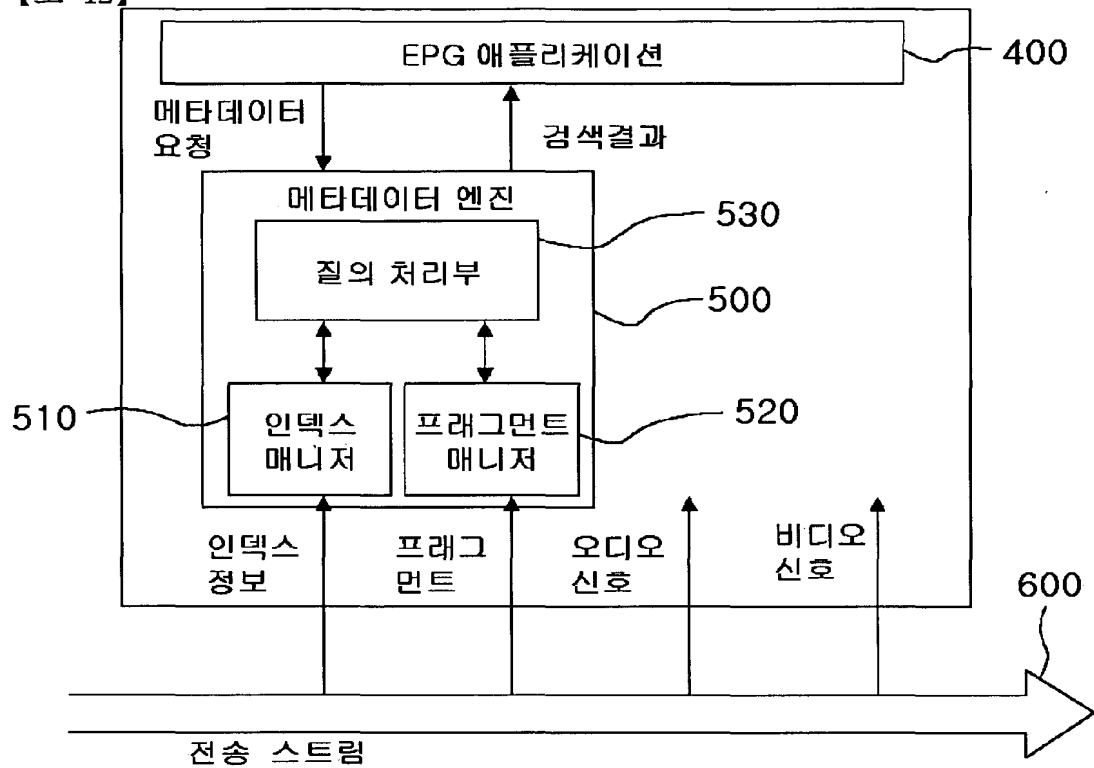 EPG 애플리케이션
400
메타데이터
요청
검색결과
메타데이터 엔진
530
질의 처리부
500
510
인덱스
매니저
프래그먼트
매니저
520
인덱스
정보
프래그
먼트
오디오
신호
비디오
신호
600
전송 스트림